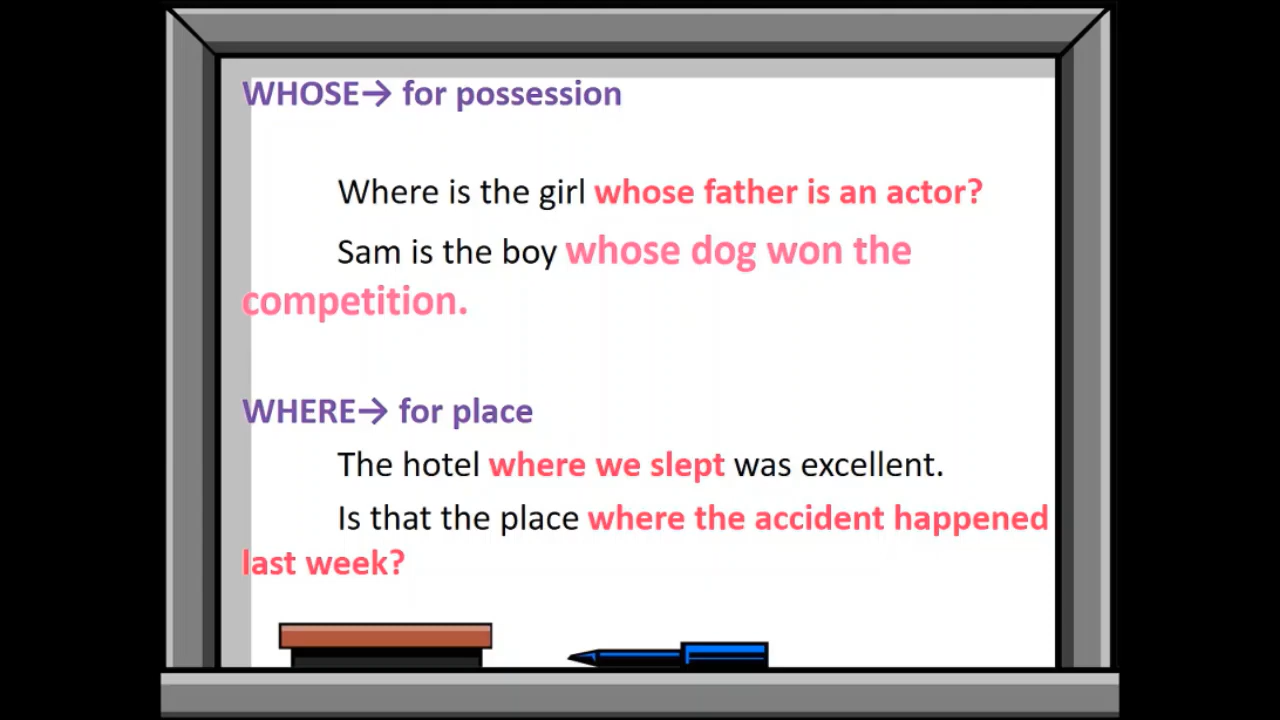 WHOSE→ for possession
Where is the girl whose father is an actor?
Sam is the boy whose dog won the
competition.
WHERE→ for place
The hotel where we slept was excellent.
Is that the place where the accident happened
last week?